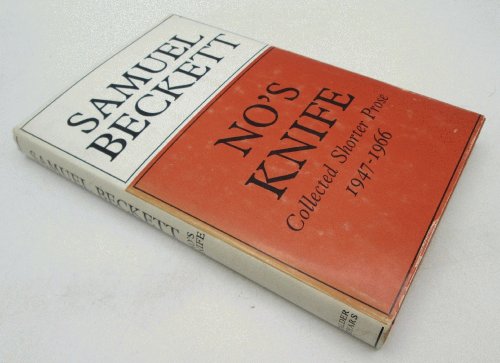 SAMUEL
BECKETT
NO'S
KNIFE
Collected Shorter Prose
1947-1966
SAMUEL BECKETT
NO'S
KNIFE